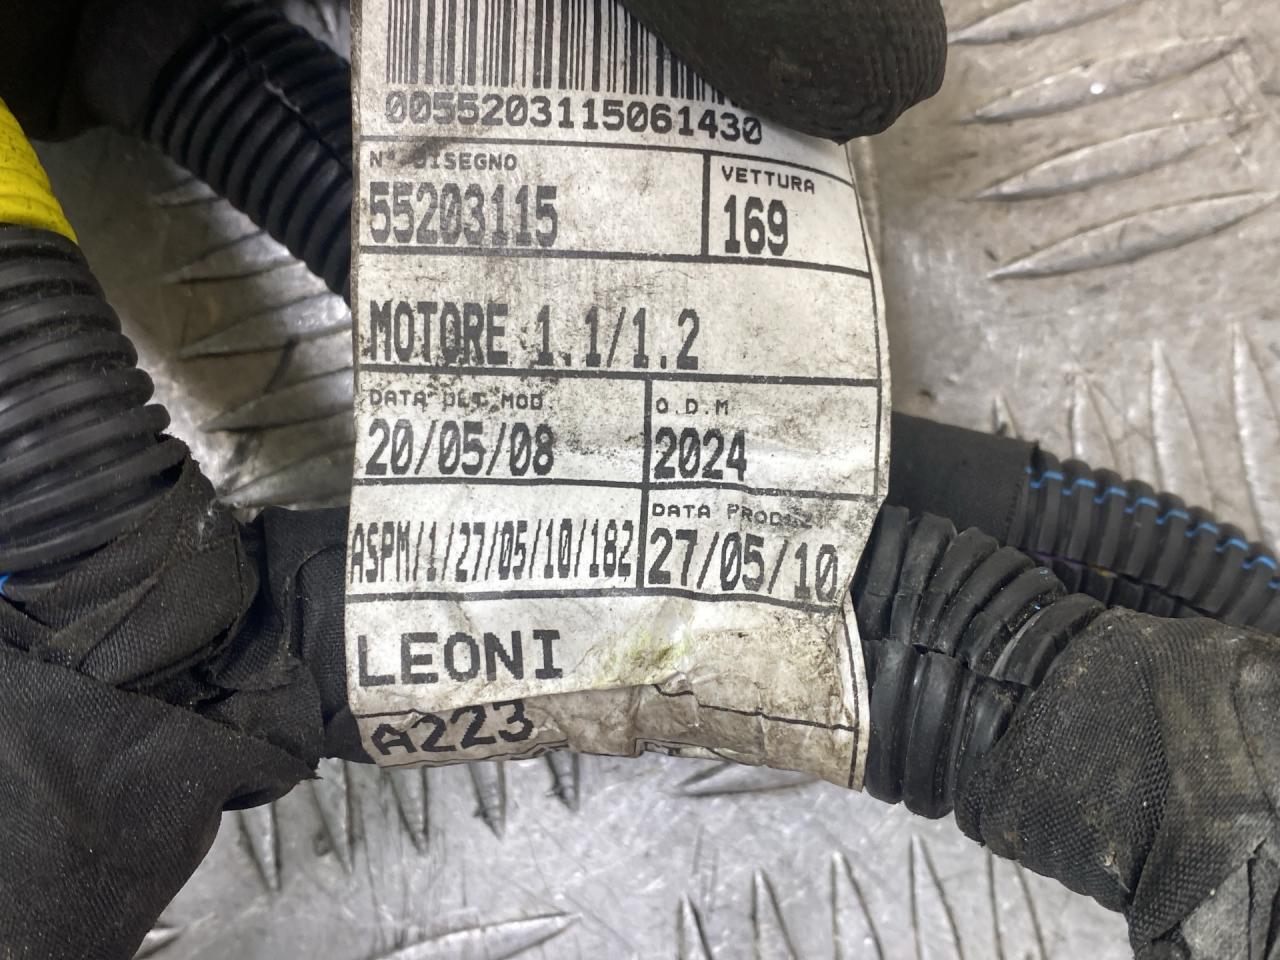 0055203115061430
N° DISEGNO
55203115
VETTURA
169
MOTORE 1.1/1.2
DATA ULT MOD.
20/05/08
O.D.M
2024
ASPM/1/27/05/10/182
DATA PRODUZ
27/05/10
LEONI
A223